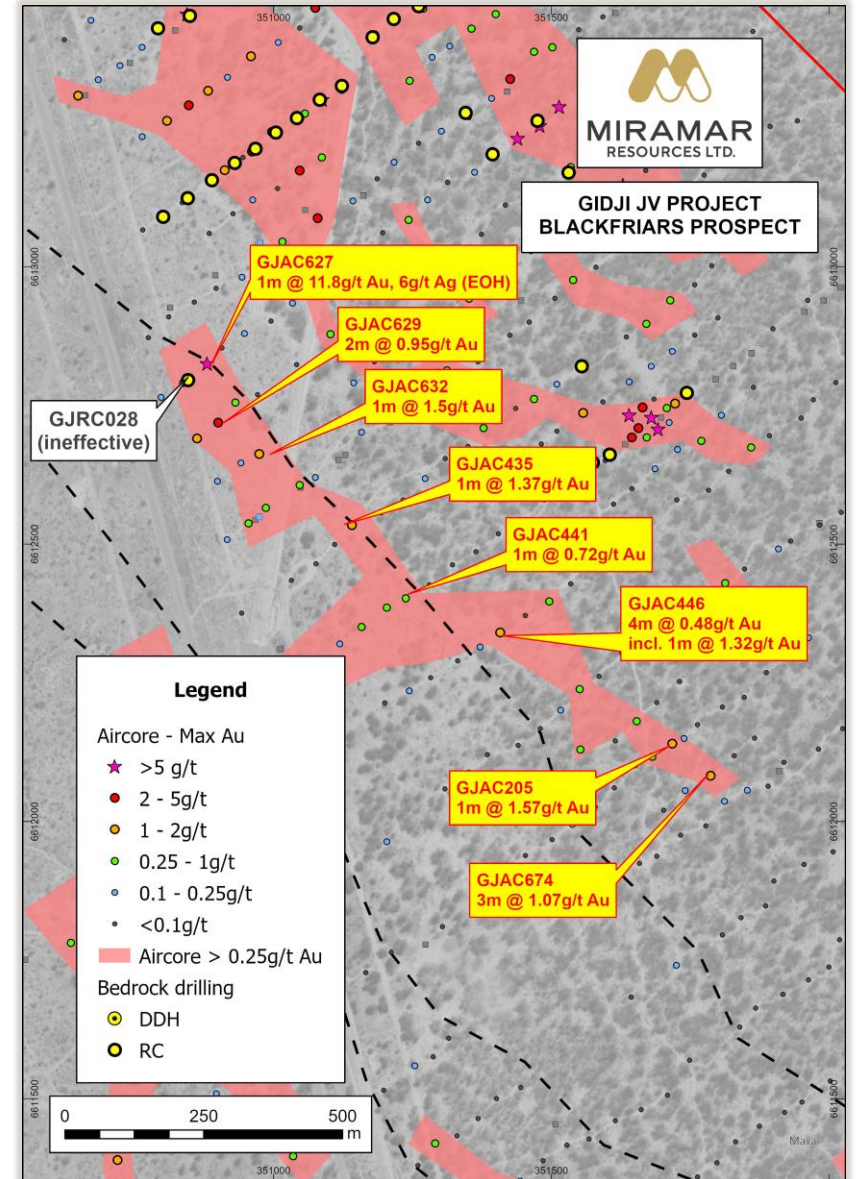 351000
351500
MIRAMAR
RESOURCES LTD.
GIDJI JV PROJECT
BLACKFRIARS PROSPECT
6613000
6613000
GJAC627
1m @ 11.8g/t Au, 6g/t Ag (EOH)
GJAC629
2m @ 0.95g/t Au
GJAC632
1m @ 1.5g/t Au
GJRC028
(ineffective)
GJAC435
1m @ 1.37g/t Au
6612500
6612500
GJAC441
1m @ 0.72g/t Au
GJAC446
4m @ 0.48g/t Au
incl. 1m @ 1.32g/t Au
Legend
Aircore - Max Au
>5 g/t
2 - 5g/t
1 - 2g/t
0.25 - 1g/t
0.1 - 0.25g/t
<0.1g/t
Aircore > 0.25g/t Au
Bedrock drilling
DDH
RC
GJAC205
1m @ 1.57g/t Au
6612000
6612000
GJAC674
3m @ 1.07g/t Au
6611500
6611500
0 250 500
m
351000
351500